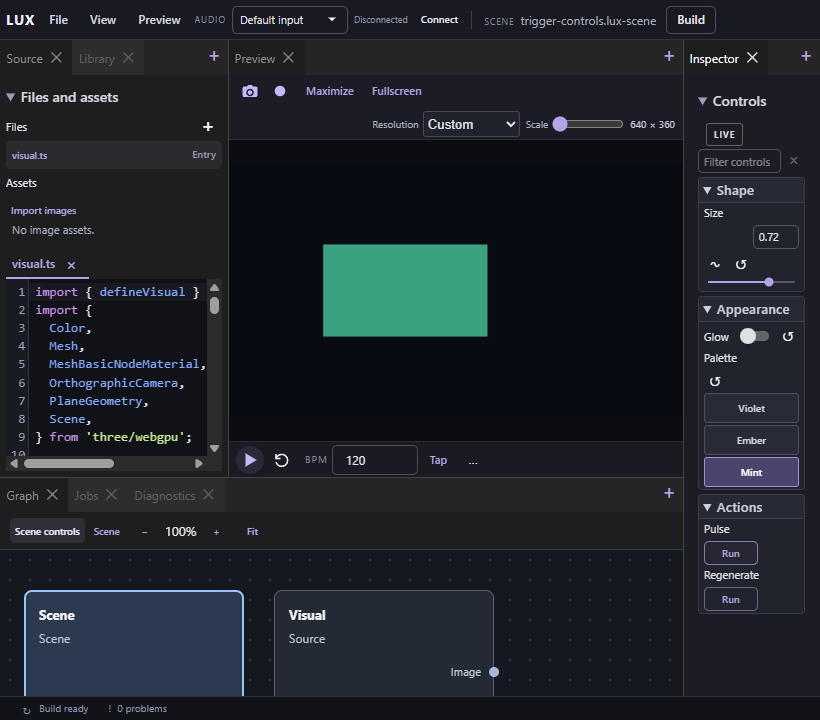 LUX File View Preview AUDIO Default input Disconnected Connect SCENE trigger-controls.lux-scene Build
Source Library +
Files and assets
Files +
visual.ts Entry
Assets
Import images
No image assets.
visual.ts x
1 import { defineVisual }
2 import {
3 Color,
4 Mesh,
5 MeshBasicNodeMaterial,
6 OrthographicCamera,
7 PlaneGeometry,
8 Scene,
9 } from 'three/webgpu';
10
Preview +
Maximize Fullscreen
Resolution Custom Scale 640 × 360
BPM 120 Tap ...
Graph Jobs Diagnostics +
Scene controls Scene − 100% + Fit
Scene
Scene
Visual
Source
Image
Inspector +
Controls
LIVE
Filter controls ×
Shape
Size
0.72
Appearance
Glow
Palette
Violet
Ember
Mint
Actions
Pulse
Run
Regenerate
Run
Build ready ! 0 problems